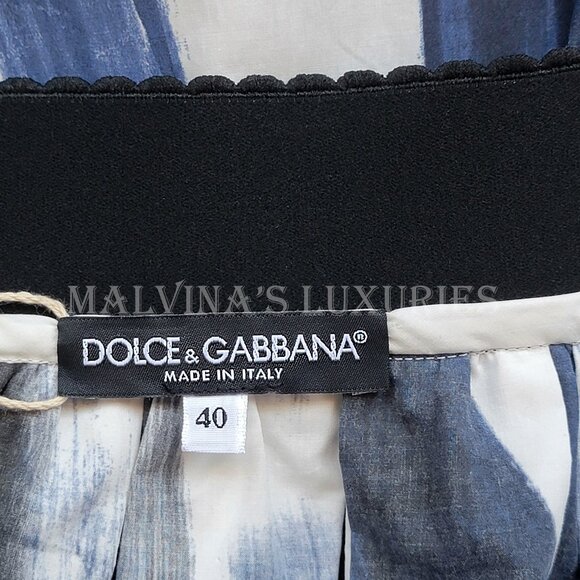 MALVINA'S LUXURIES
DOLCE & GABBANA®
MADE IN ITALY
40